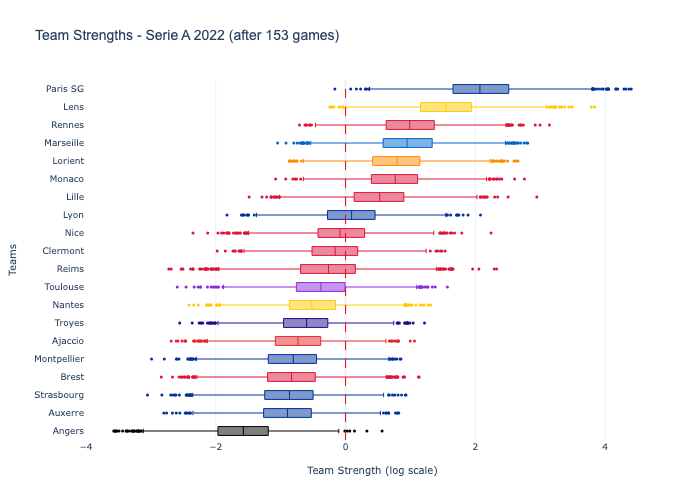 Team Strengths - Serie A 2022 (after 153 games)
Paris SG
Lens
Rennes
Marseille
Lorient
Monaco
Lille
Lyon
Nice
Clermont
Reims
Toulouse
Nantes
Troyes
Ajaccio
Montpellier
Brest
Strasbourg
Auxerre
Angers
Teams
−4 −2 0 2 4
Team Strength (log scale)